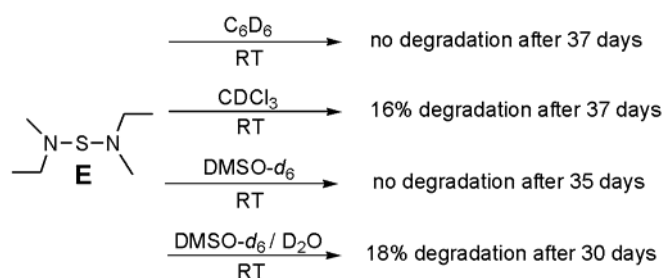 C₆D₆
RT
no degradation after 37 days
CDCl₃
RT
16% degradation after 37 days
N-S-N
E
DMSO-d₆
RT
no degradation after 35 days
DMSO-d₆ / D₂O
RT
18% degradation after 30 days